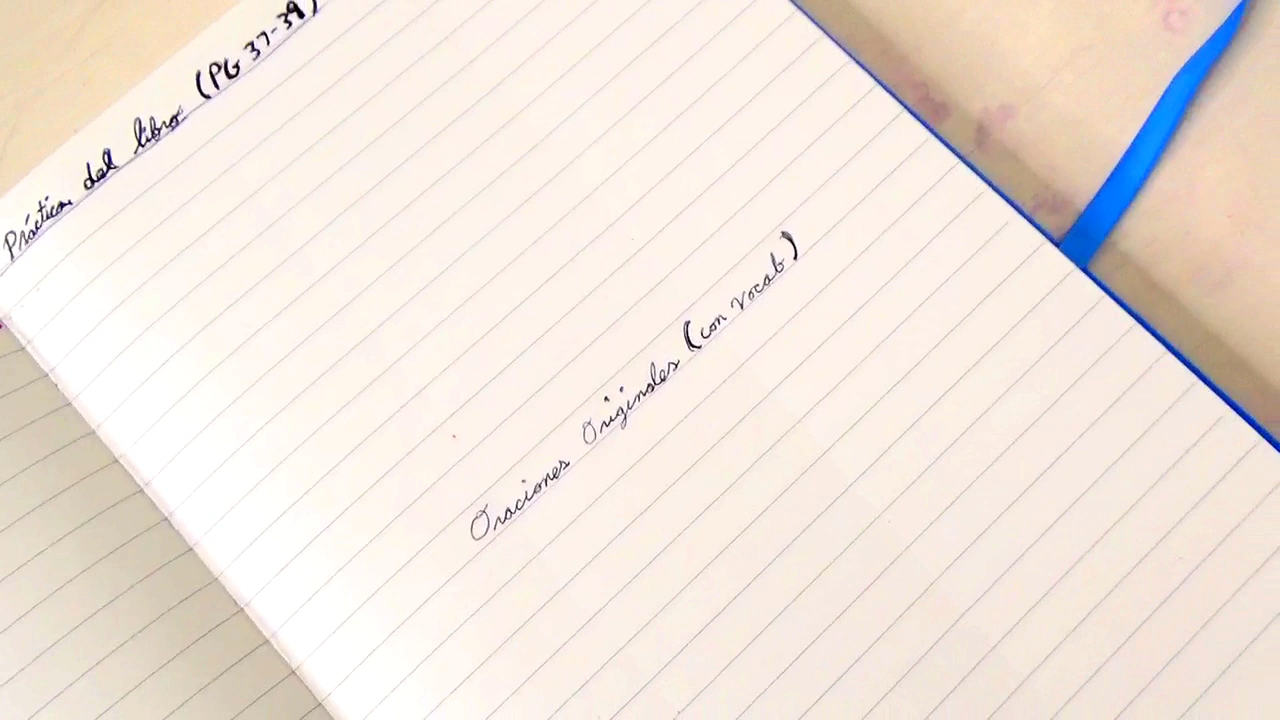 Práctica del libro (PG 37-39)
Oraciones Originales (con vocab)